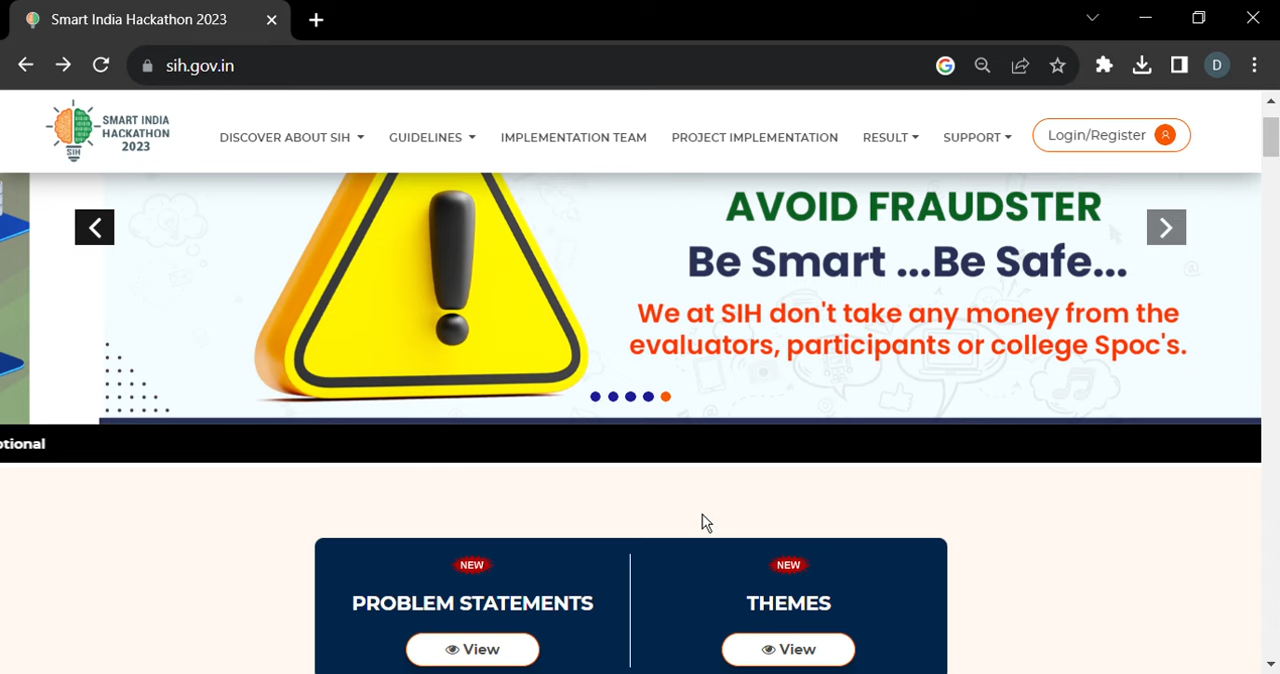 Smart India Hackathon 2023
sih.gov.in
D
SMART INDIA
HACKATHON
2023
SIH
DISCOVER ABOUT SIH
GUIDELINES
IMPLEMENTATION TEAM
PROJECT IMPLEMENTATION
RESULT
SUPPORT
Login/Register
AVOID FRAUDSTER
Be Smart ...Be Safe...
We at SIH don't take any money from the
evaluators, participants or college Spoc's.
otional
NEW
NEW
PROBLEM STATEMENTS
THEMES
View
View